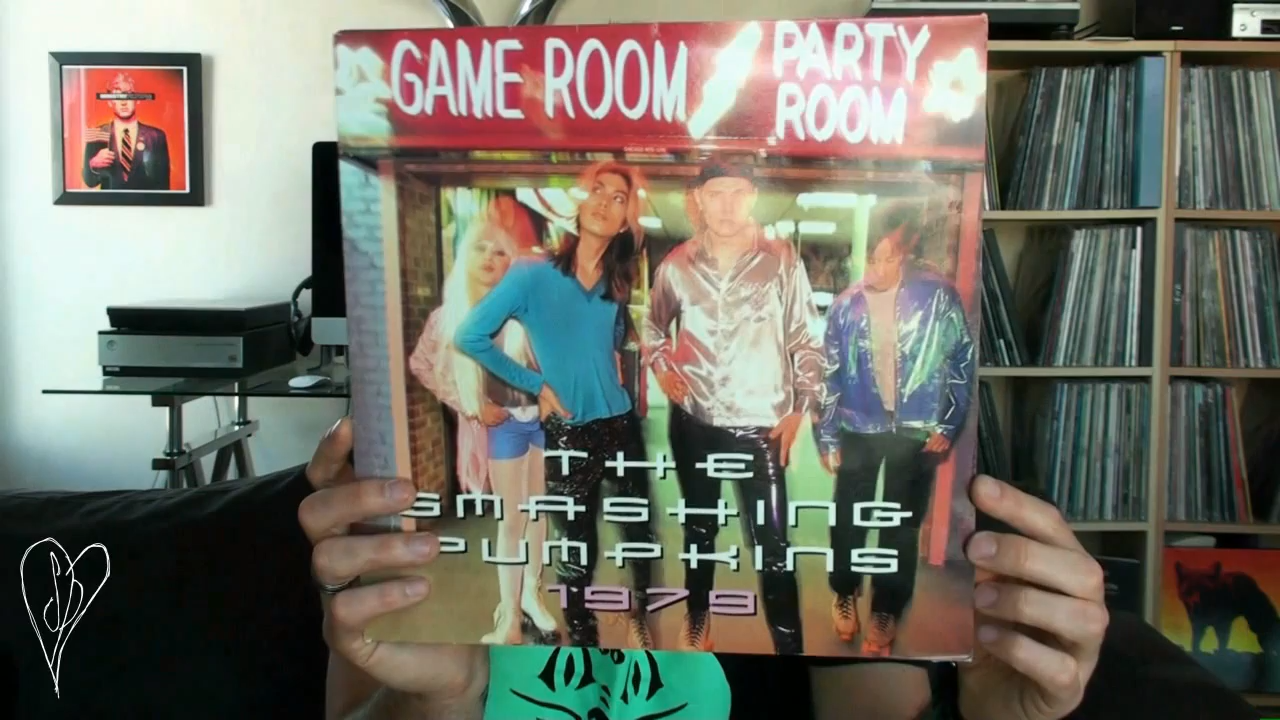 GAME ROOM
PARTY
ROOM
THE
SMASHING
PUMPKINS
1979